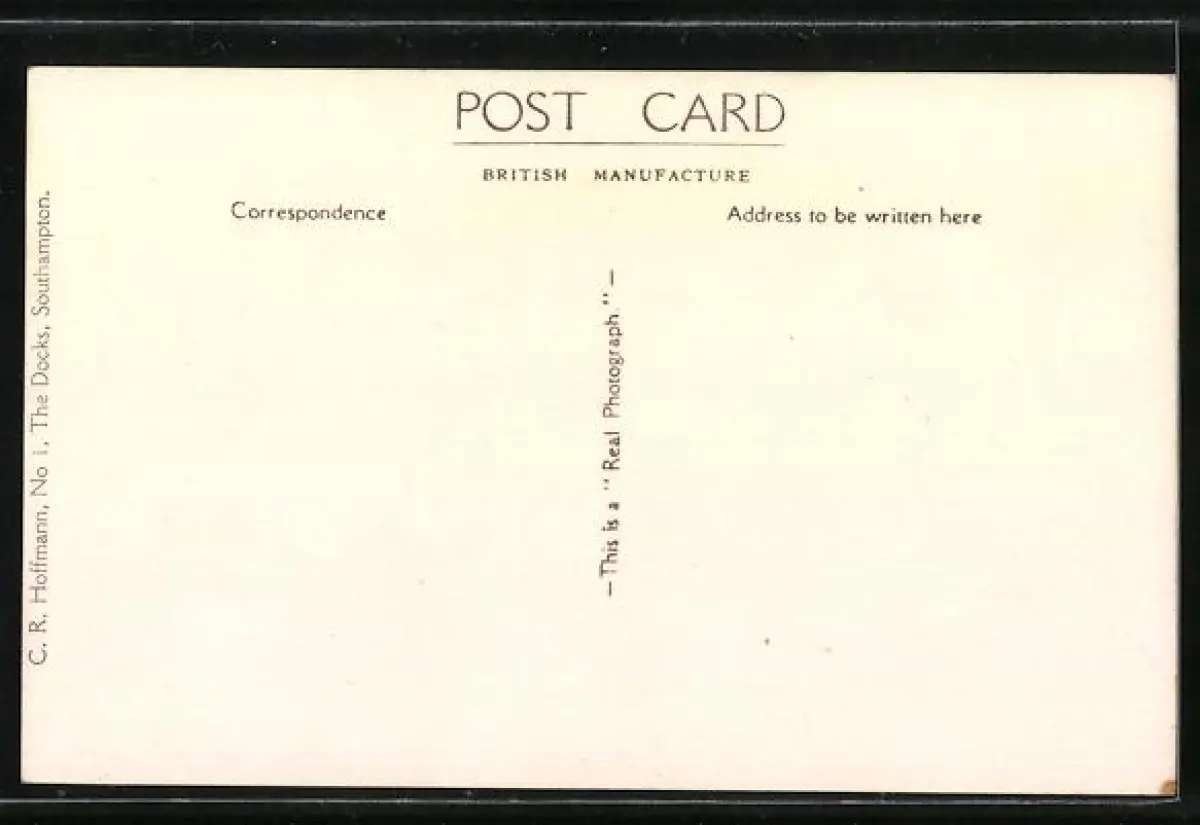 POST CARD
BRITISH MANUFACTURE
Correspondence
Address to be written here
—This is a "Real Photograph."—
C. R. Hoffmann, No 1, The Docks, Southampton.